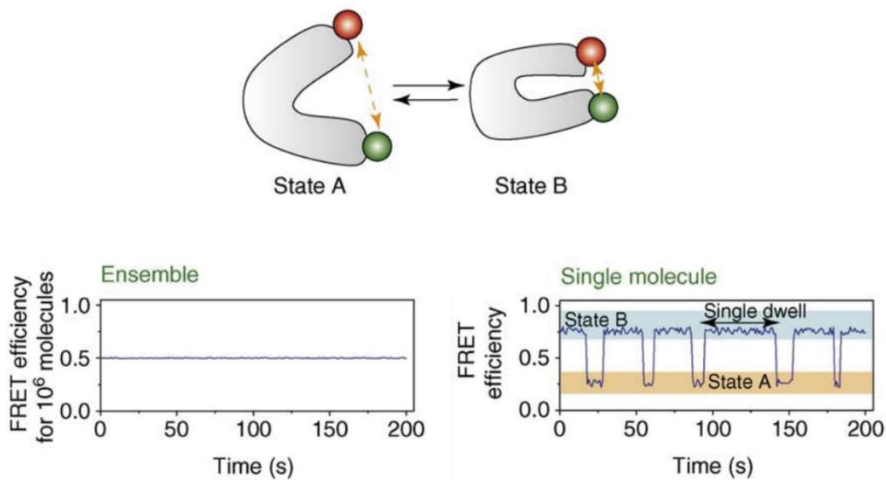 State A
State B
Ensemble
FRET efficiency
for 10⁶ molecules
1.0
0.5
0.0
0
50
100
150
200
Time (s)
Single molecule
FRET
efficiency
1.0
0.5
0.0
State B
Single dwell
State A
0
50
100
150
200
Time (s)